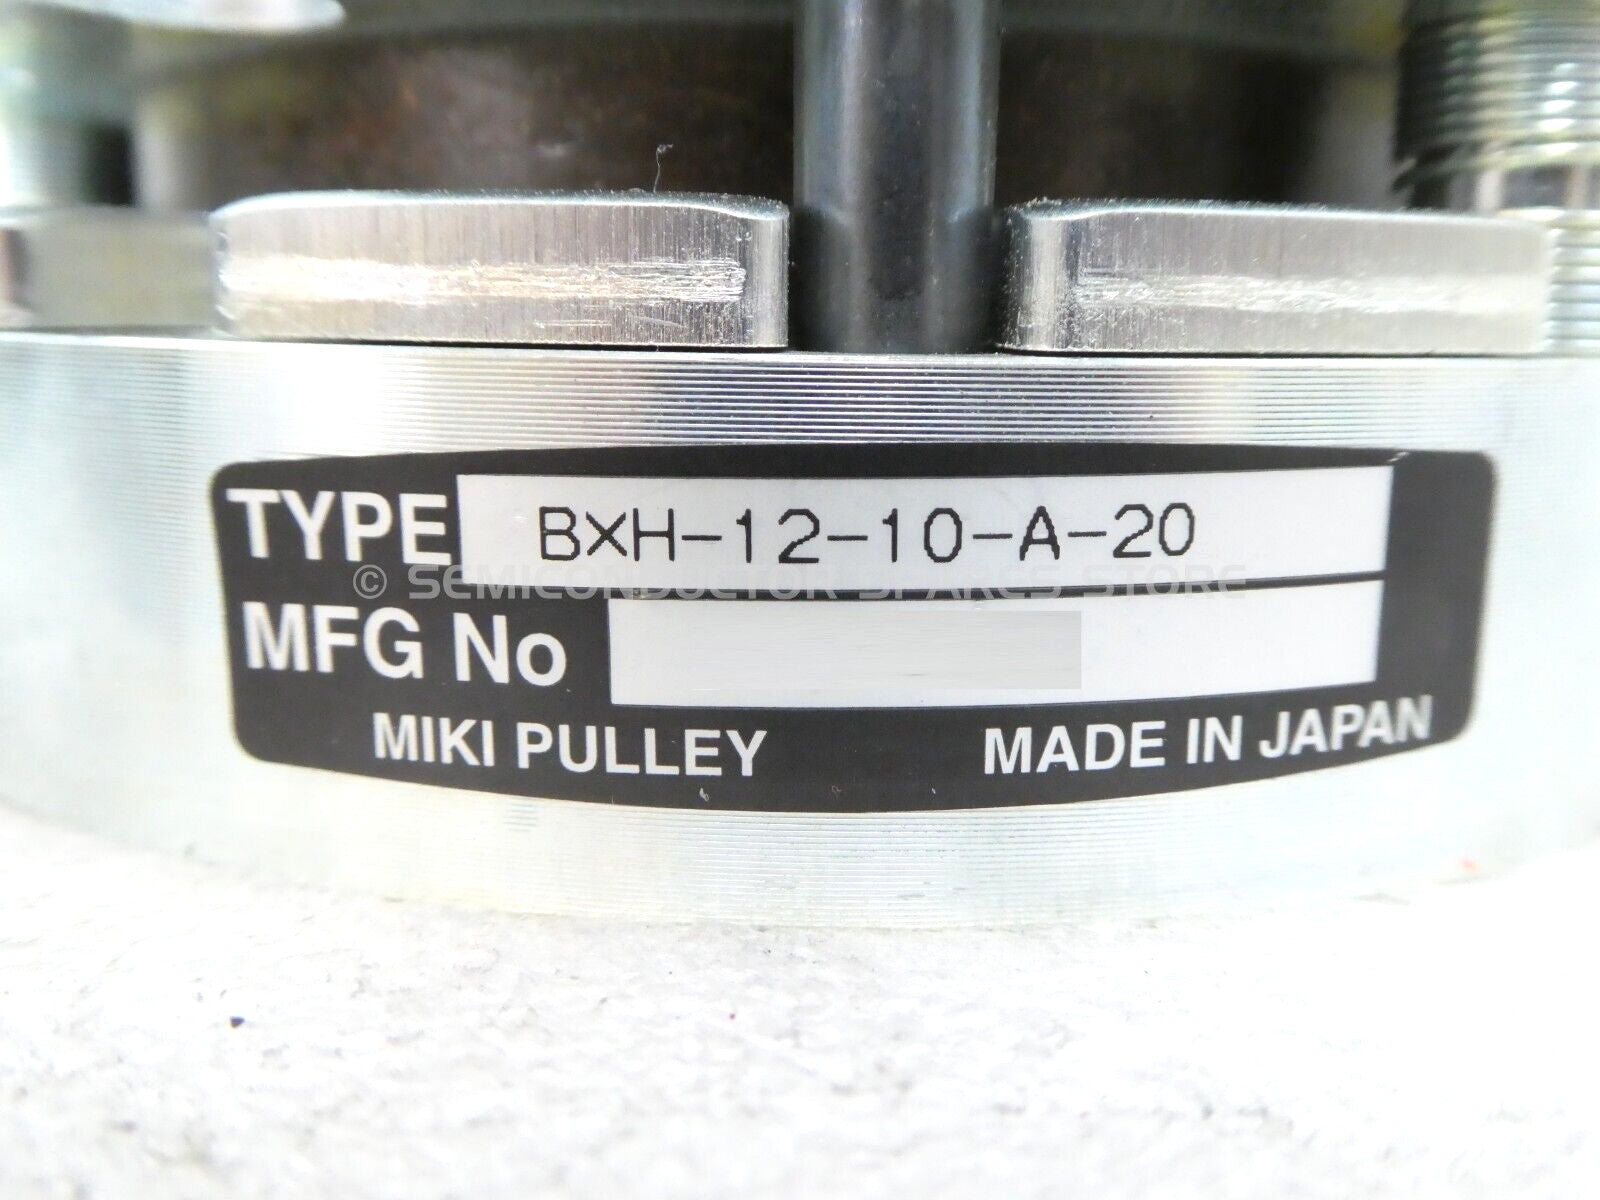 TYPE BXH-12-10-A-20
© SEMICONDUCTOR SPARES STORE
MFG No
MIKI PULLEY MADE IN JAPAN